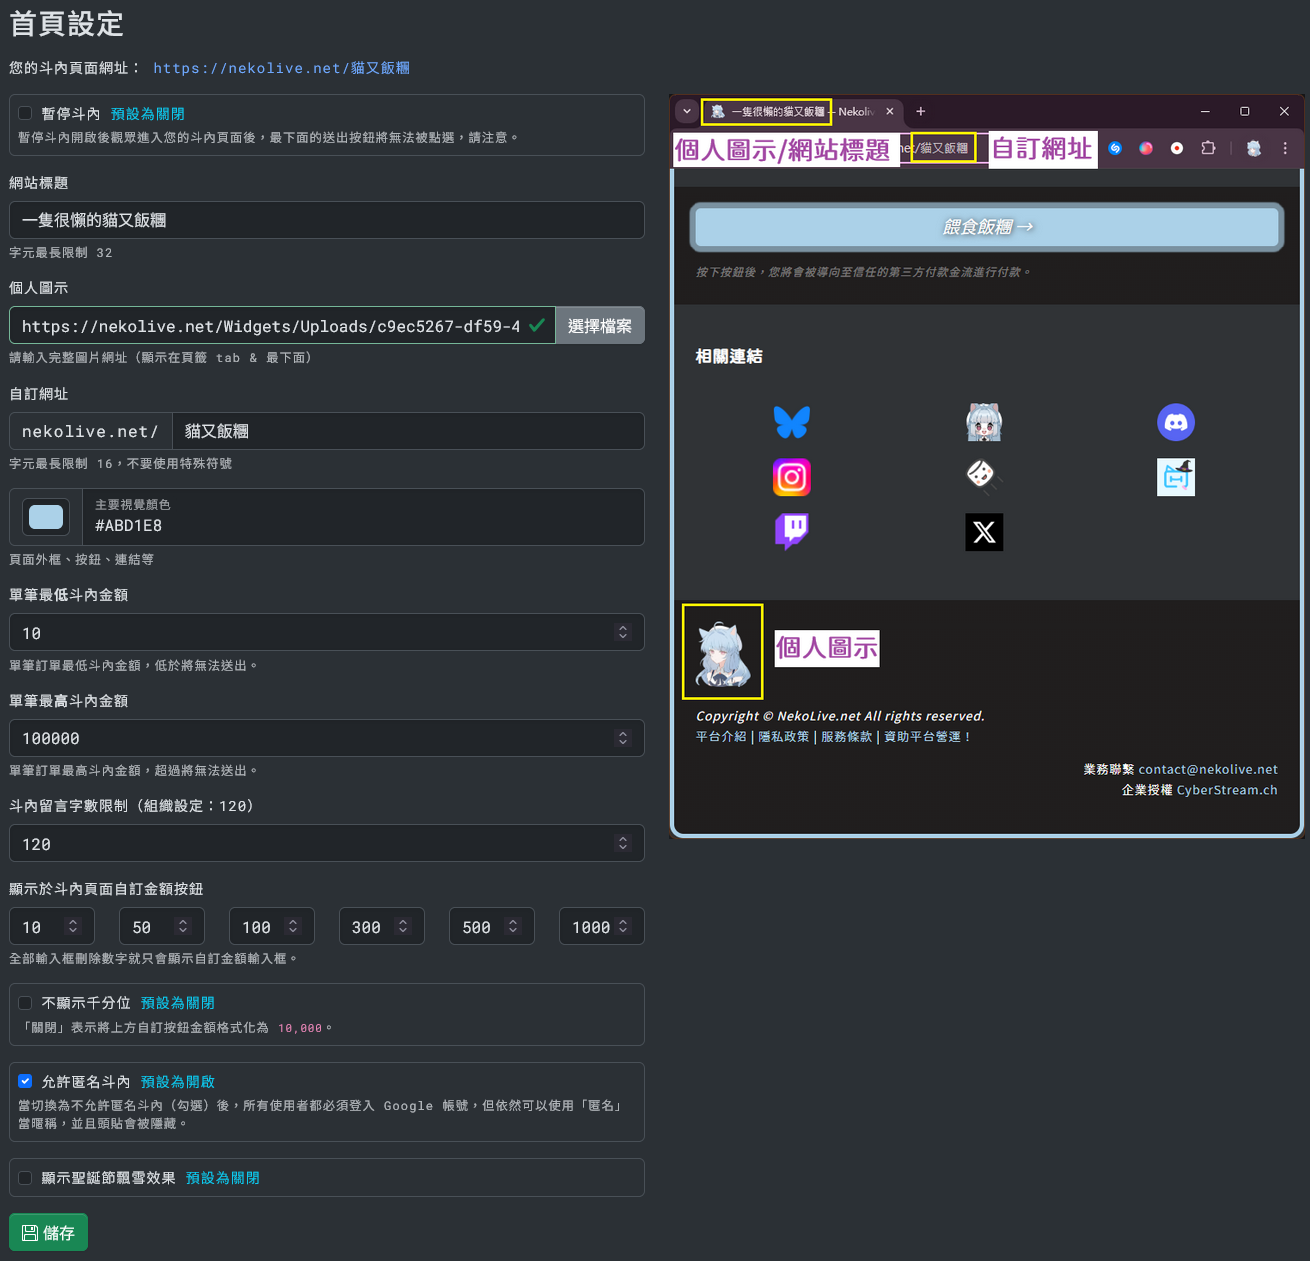 首頁設定
您的斗內頁面網址： https://nekolive.net/貓又飯糰
暫停斗內 預設為關閉
暫停斗內開啟後觀眾進入您的斗內頁面後，最下面的送出按鈕將無法被點選，請注意。
網站標題
一隻很懶的貓又飯糰
字元最長限制 32
個人圖示
https://nekolive.net/Widgets/Uploads/c9ec5267-df59-4
選擇檔案
請輸入完整圖片網址（顯示在頁籤 tab & 最下面）
自訂網址
nekolive.net/ 貓又飯糰
字元最長限制 16，不要使用特殊符號
主要視覺顏色
#ABD1E8
頁面外框、按鈕、連結等
單筆最低斗內金額
10
單筆訂單最低斗內金額，低於將無法送出。
單筆最高斗內金額
100000
單筆訂單最高斗內金額，超過將無法送出。
斗內留言字數限制（組織設定：120）
120
顯示於斗內頁面自訂金額按鈕
10 50 100 300 500 1000
全部輸入框刪除數字就只會顯示自訂金額輸入框。
不顯示千分位 預設為關閉
「關閉」表示將上方自訂按鈕金額格式化為 10,000。
允許匿名斗內 預設為開啟
當切換為不允許匿名斗內（勾選）後，所有使用者都必須登入 Google 帳號，但依然可以使用「匿名」
當暱稱，並且頭貼會被隱藏。
顯示聖誕節飄雪效果 預設為關閉
儲存
一隻很懶的貓又飯糰 – Nekoliv
個人圖示/網站標題
net/貓又飯糰
自訂網址
餵食飯糰→
按下按鈕後，您將會被導向至信任的第三方付款金流進行付款。
相關連結
個人圖示
Copyright © NekoLive.net All rights reserved.
平台介紹 | 隱私政策 | 服務條款 | 資助平台營運！
業務聯繫 contact@nekolive.net
企業授權 CyberStream.ch